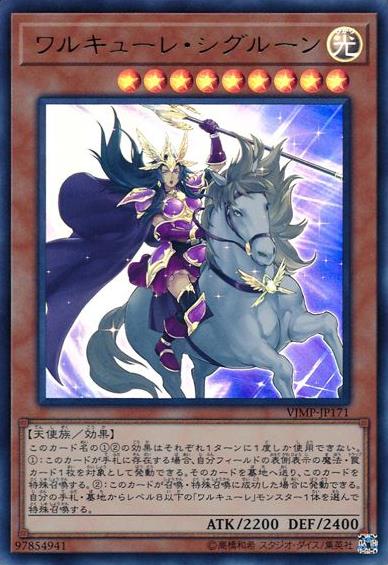 ワルキューレ・シグルーン
光
VJMP-JP171
【天使族／効果】
このカード名の①②の効果はそれぞれ１ターンに１度しか使用できない。
①：このカードが手札に存在する場合、自分フィールドの表側表示の魔法・罠
カード１枚を対象として発動できる。そのカードを墓地へ送り、このカードを
特殊召喚する。②：このカードが召喚・特殊召喚に成功した場合に発動できる。
自分の手札・墓地からレベル８以下の「ワルキューレ」モンスター１体を選んで
特殊召喚する。
ATK/2200 DEF/2400
97854941
©高橋和希 スタジオ・ダイス/集英社